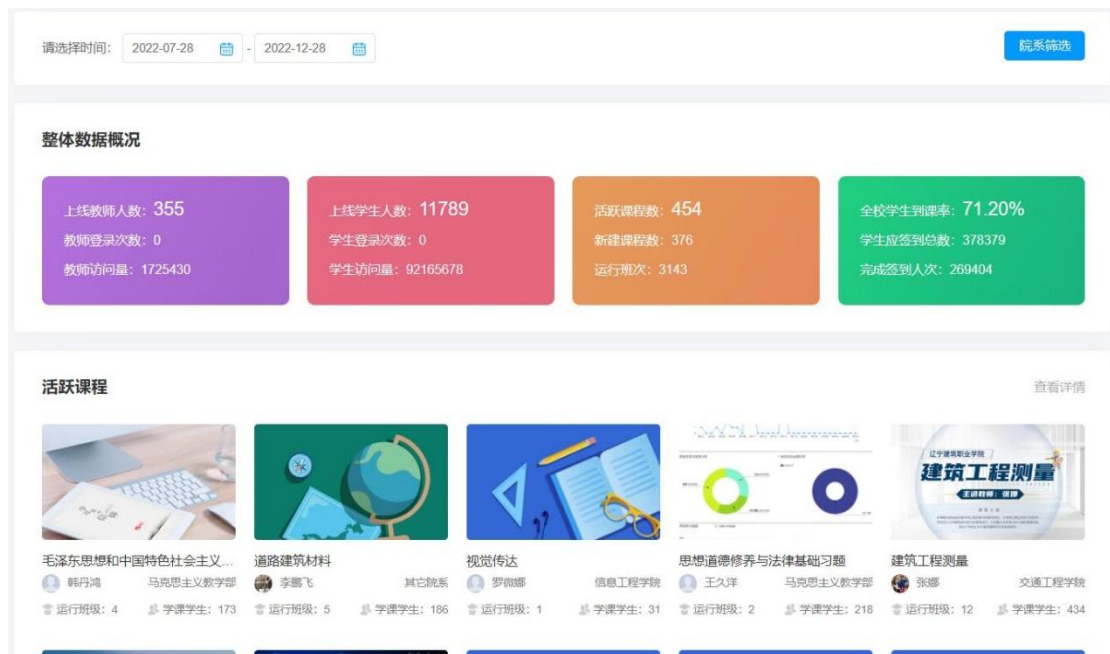 请选择时间： 2022-07-28 - 2022-12-28 院系筛选
整体数据概况
上线教师人数：355
教师登录次数：0
教师访问量：1725430
上线学生人数：11789
学生登录次数：0
学生访问量：92165678
活跃课程数：454
新建课程数：376
运行班次：3143
全校学生到课率：71.20%
学生应签到总数：378379
完成签到人次：269404
活跃课程 查看详情
辽宁建筑职业学院
建筑工程测量
主讲教师：张娜
毛泽东思想和中国特色社会主义...
韩丹鸿 马克思主义教学部
运行班级：4 学课学生：173
道路建筑材料
李鹏飞 其它院系
运行班级：5 学课学生：186
视觉传达
罗微娜 信息工程学院
运行班级：1 学课学生：31
思想道德修养与法律基础习题
王久洋 马克思主义教学部
运行班级：2 学课学生：218
建筑工程测量
张娜 交通工程学院
运行班级：12 学课学生：434